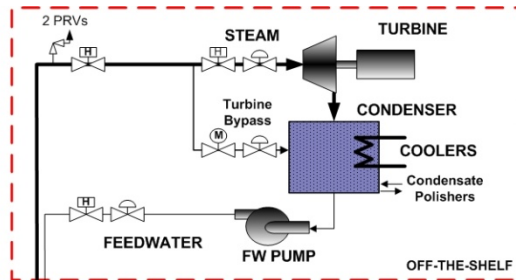 2 PRVs
H
H
STEAM
TURBINE
Turbine
Bypass
M
CONDENSER
COOLERS
Condensate
Polishers
H
FEEDWATER
FW PUMP
OFF-THE-SHELF